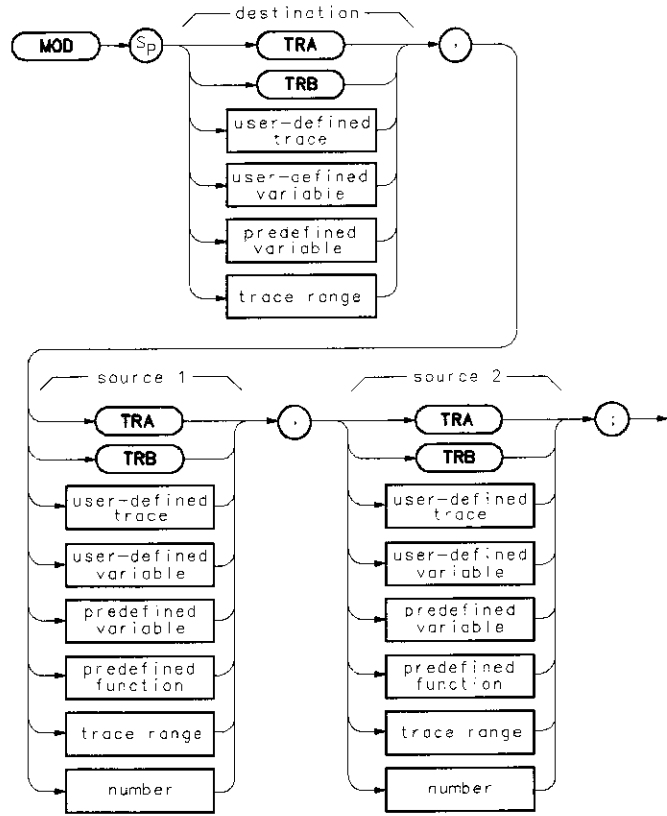 destination
MOD SP TRA ,
TRB
user-defined
trace
user-defined
variable
predefined
variable
trace range
source 1 source 2
TRA , TRA ;
TRB TRB
user-defined user-defined
trace trace
user-defined user-defined
variable variable
predefined predefined
variable variable
predefined predefined
function function
trace range trace range
number number